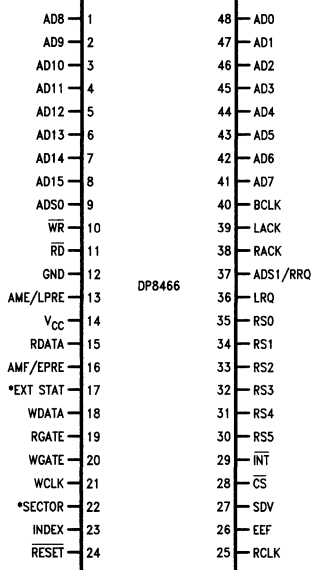 AD8 1 48 AD0
AD9 2 47 AD1
AD10 3 46 AD2
AD11 4 45 AD3
AD12 5 44 AD4
AD13 6 43 AD5
AD14 7 42 AD6
AD15 8 41 AD7
ADS0 9 40 BCLK
W̅R̅ 10 39 LACK
R̅D̅ 11 38 RACK
GND 12 37 ADS1/RRQ
DP8466
AME/LPRE 13 36 LRQ
VCC 14 35 RS0
RDATA 15 34 RS1
AMF/EPRE 16 33 RS2
*EXT STAT 17 32 RS3
WDATA 18 31 RS4
RGATE 19 30 RS5
WGATE 20 29 I̅N̅T̅
WCLK 21 28 C̅S̅
*SECTOR 22 27 SDV
INDEX 23 26 EEF
R̅E̅S̅E̅T̅ 24 25 RCLK